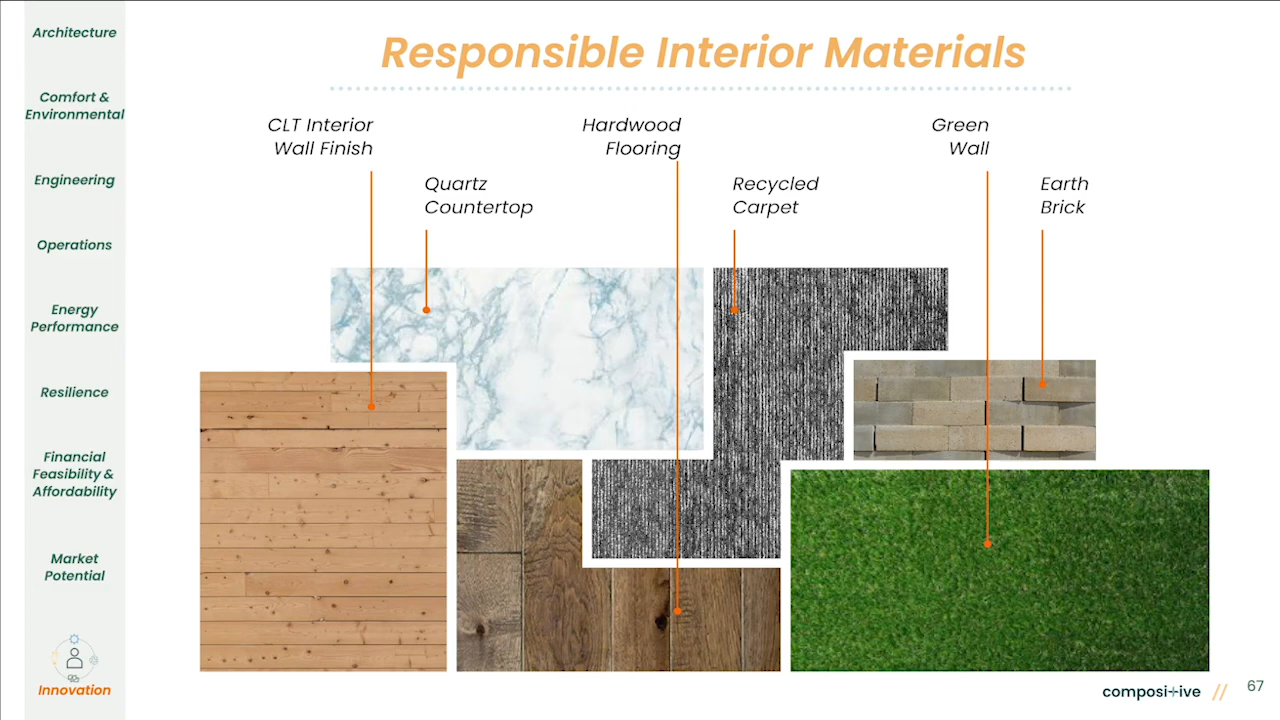 Architecture
Comfort &
Environmental
Engineering
Operations
Energy
Performance
Resilience
Financial
Feasibility &
Affordability
Market
Potential
Innovation
Responsible Interior Materials
CLT Interior
Wall Finish
Quartz
Countertop
Hardwood
Flooring
Recycled
Carpet
Green
Wall
Earth
Brick
composi+ive //
67